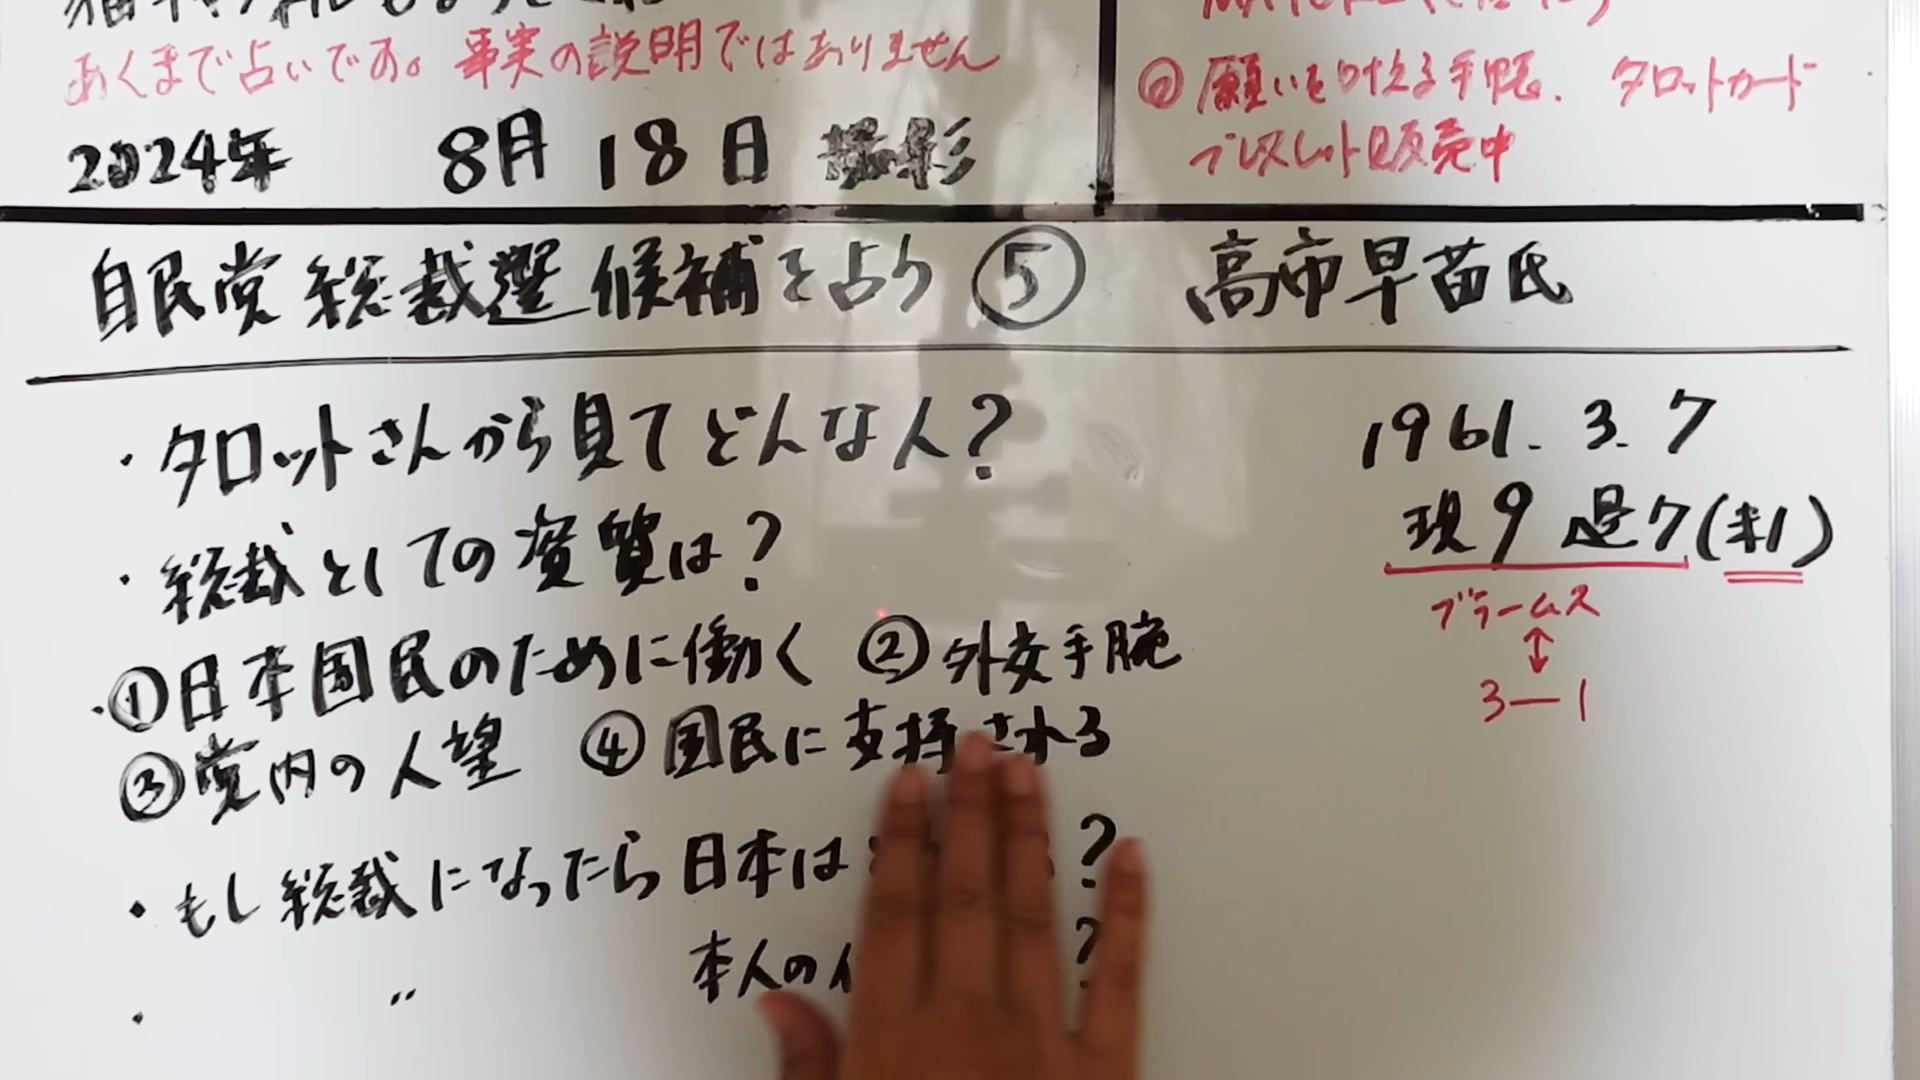 あくまで占いです。事実の説明ではありません
2024年 8月18日 撮影
② 願いを叶える手帳. タロットカード
ブレスレット販売中
自民党総裁選候補を占う⑤ 高市早苗氏
・タロットさんから見てどんな人?
・総裁としての資質は?
・①日本国民のために働く ②外交手腕
③党内の人望 ④国民に支持される
・もし総裁になったら日本は ?
・ 〃 本人の ?
1961.3.7
現9 過7(未1)
ブラームス
↕
3—1